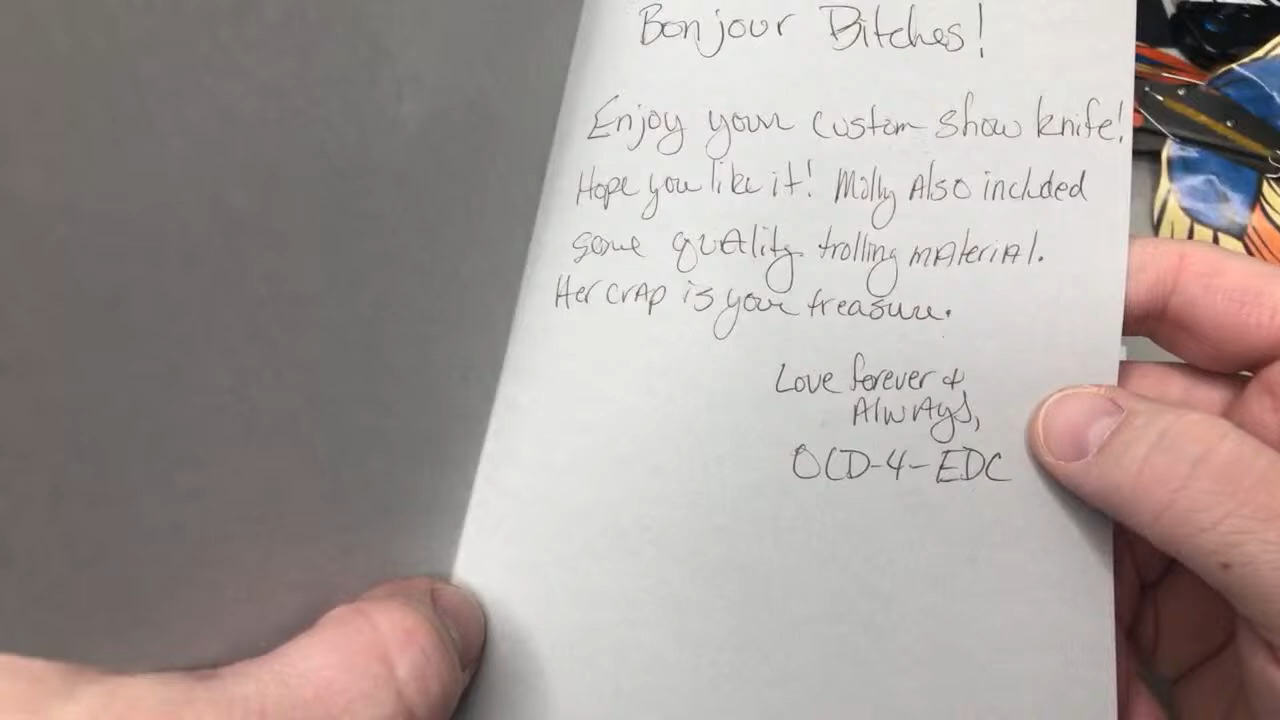 Bonjour Bitches!
Enjoy your custom show knife!
Hope you like it! Molly Also included
some quality trolling material.
Her crap is your treasure.
Love forever &
Always,
OCD-4-EDC